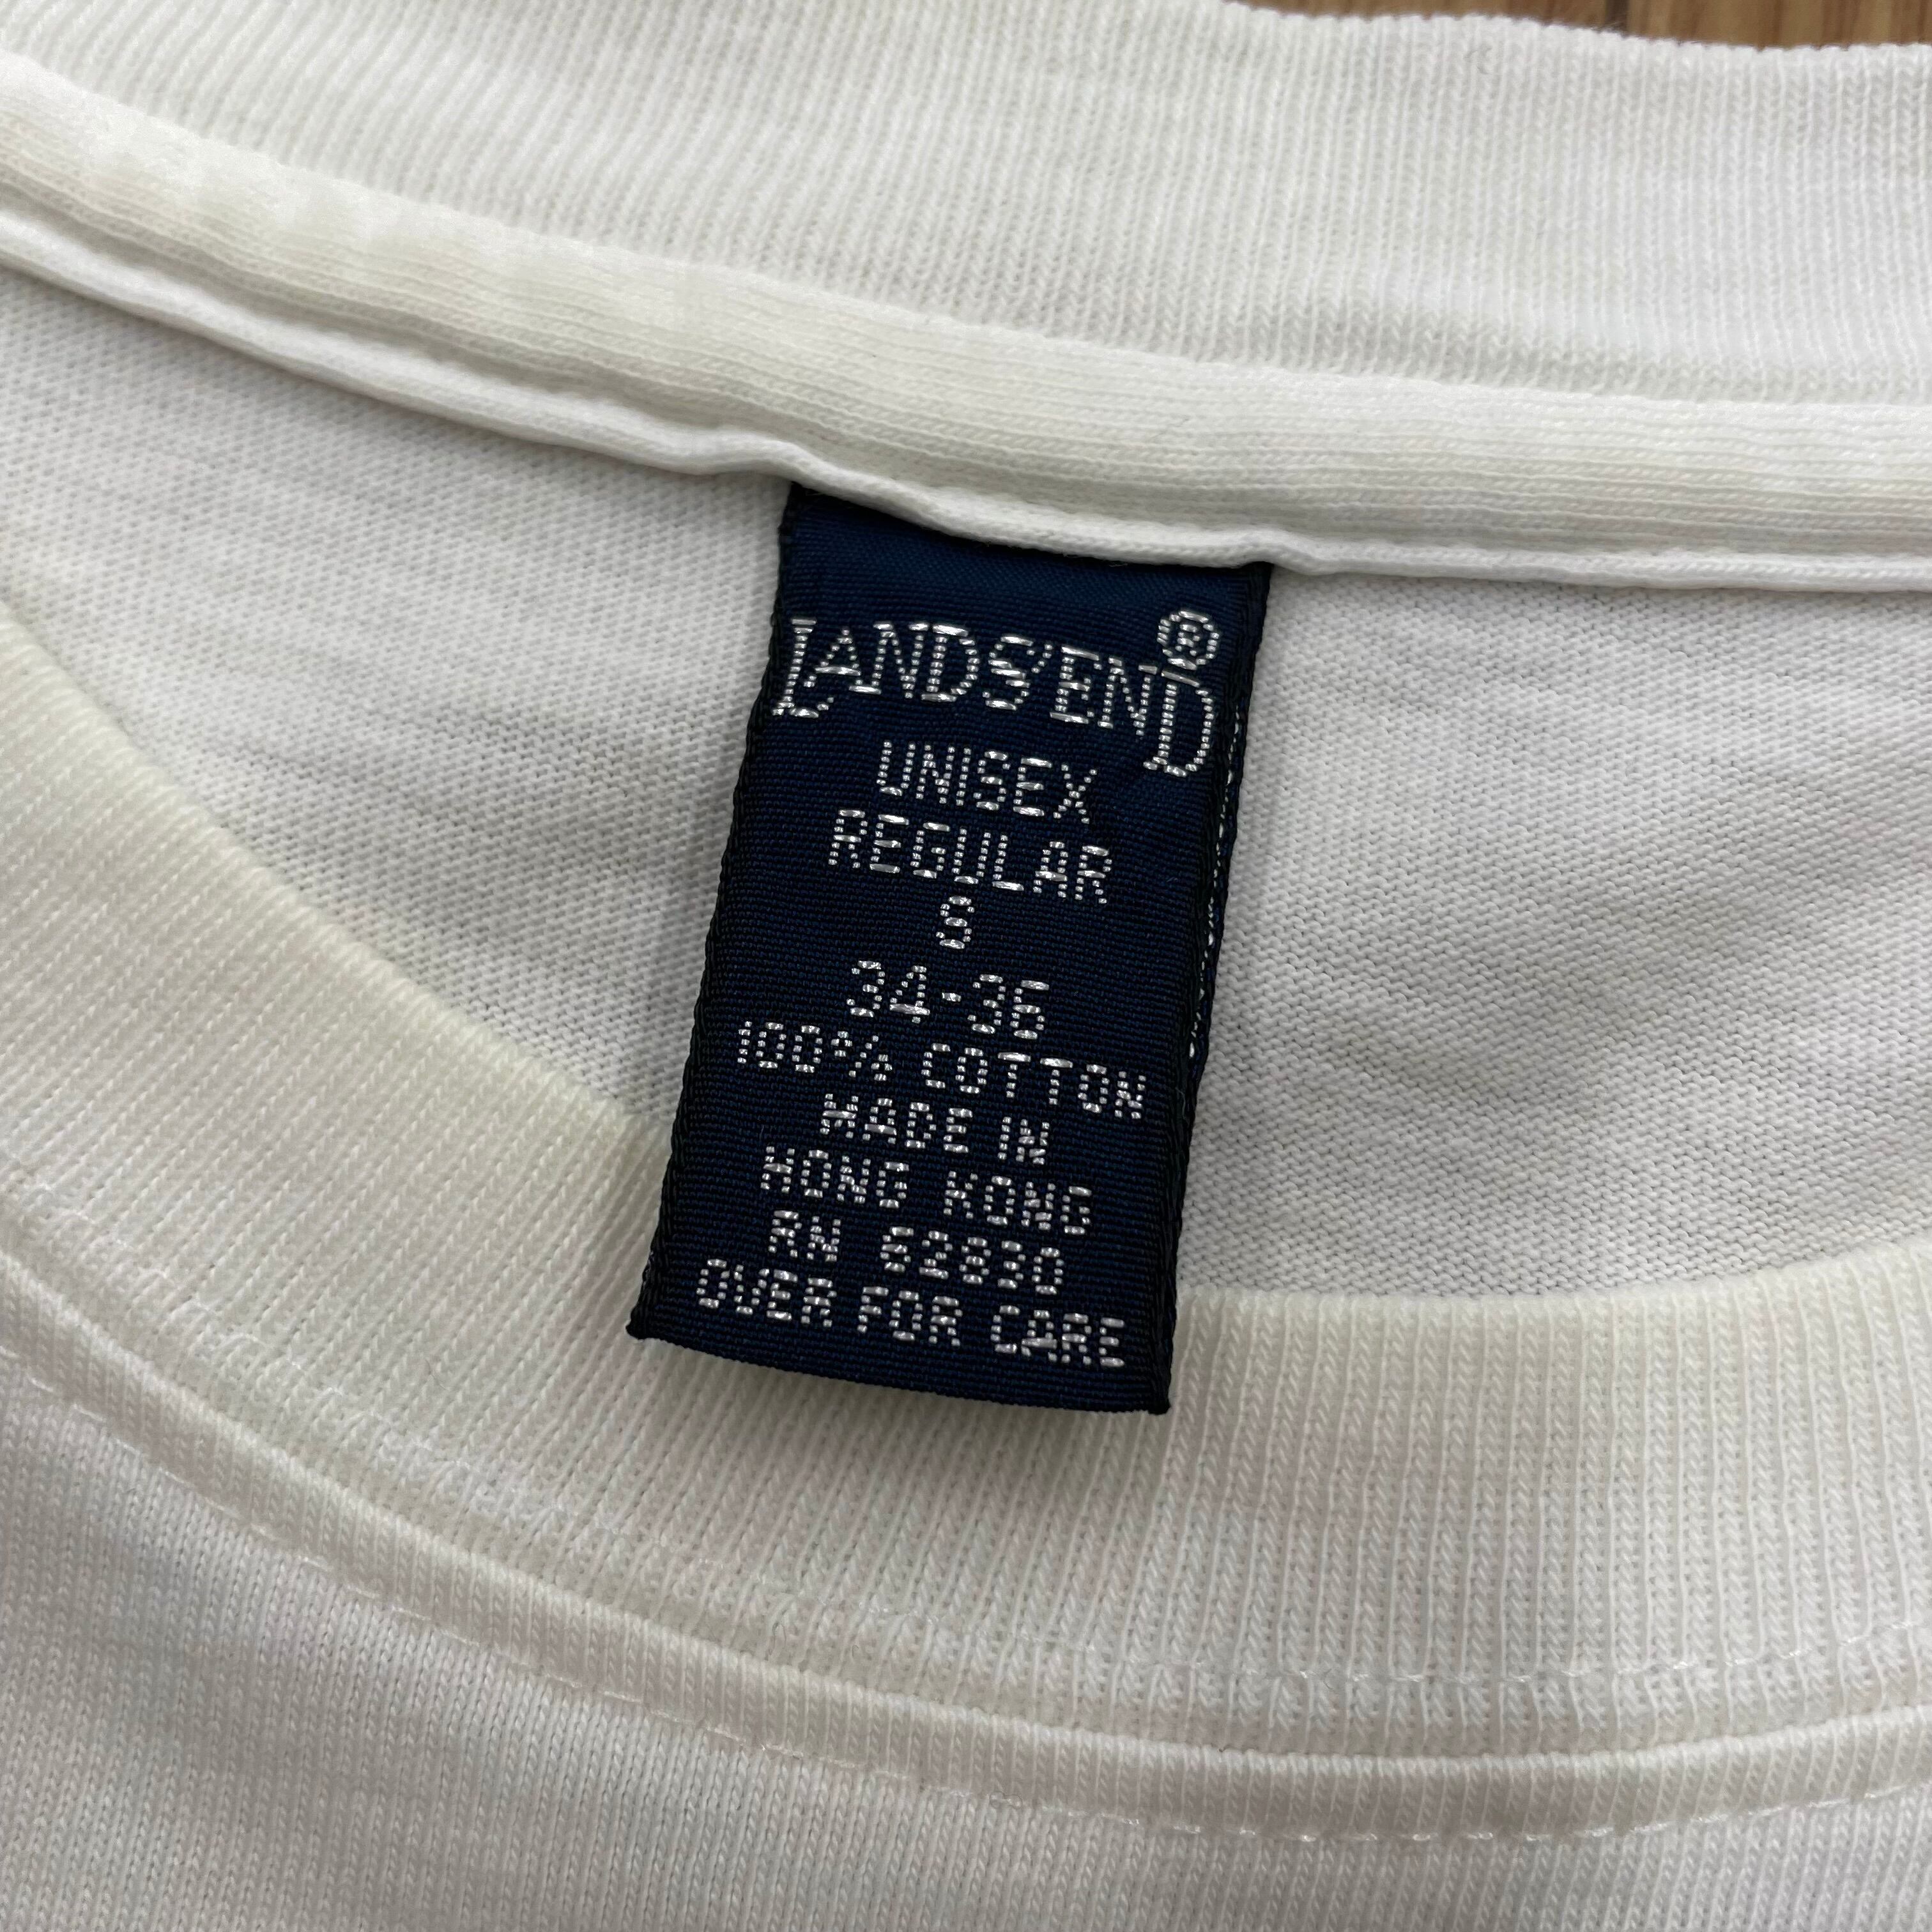 LANDS'END®
UNISEX
REGULAR
S
34-36
100% COTTON
MADE IN
HONG KONG
RN 62830
OVER FOR CARE